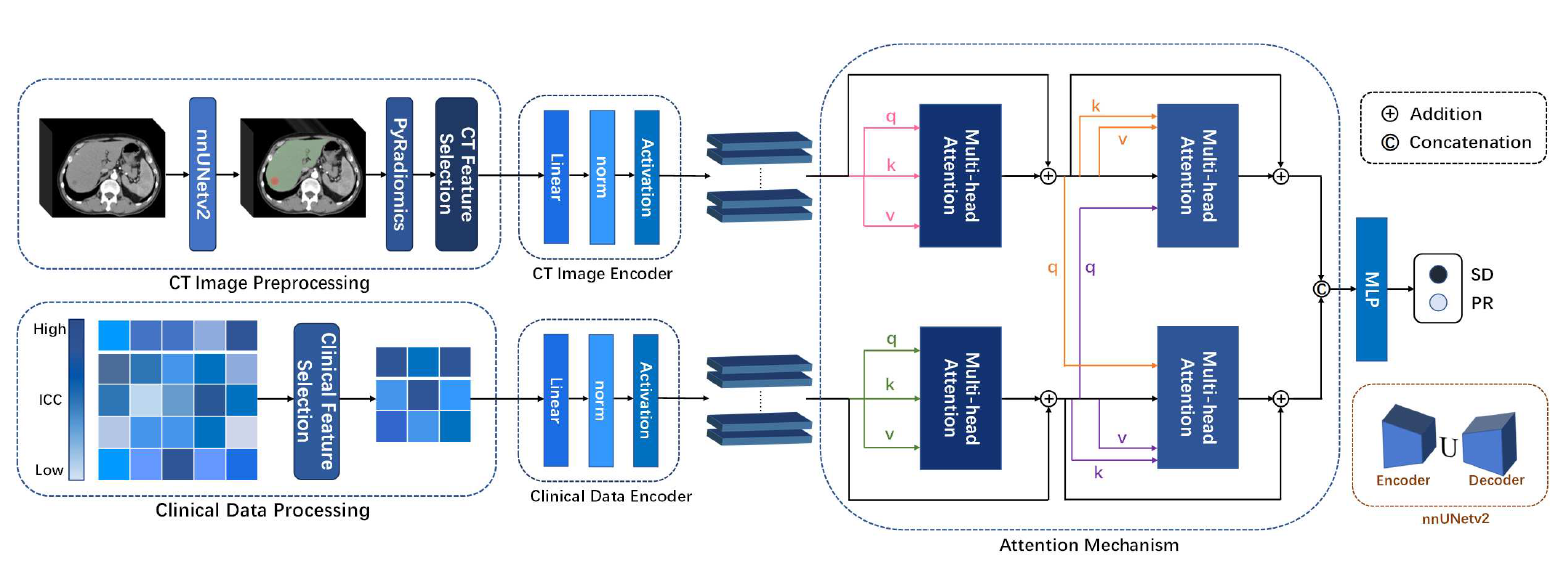 nnUNetv2
PyRadiomics
CT Feature
Selection
CT Image Preprocessing
Linear
norm
Activation
CT Image Encoder
High
ICC
Low
Clinical Feature
Selection
Clinical Data Processing
Linear
norm
Activation
Clinical Data Encoder
q
k
v
Multi-head
Attention
k
v
q
q
Multi-head
Attention
q
k
v
Multi-head
Attention
v
k
Multi-head
Attention
Attention Mechanism
C
MLP
SD
PR
Addition
C Concatenation
U
Encoder
Decoder
nnUNetv2